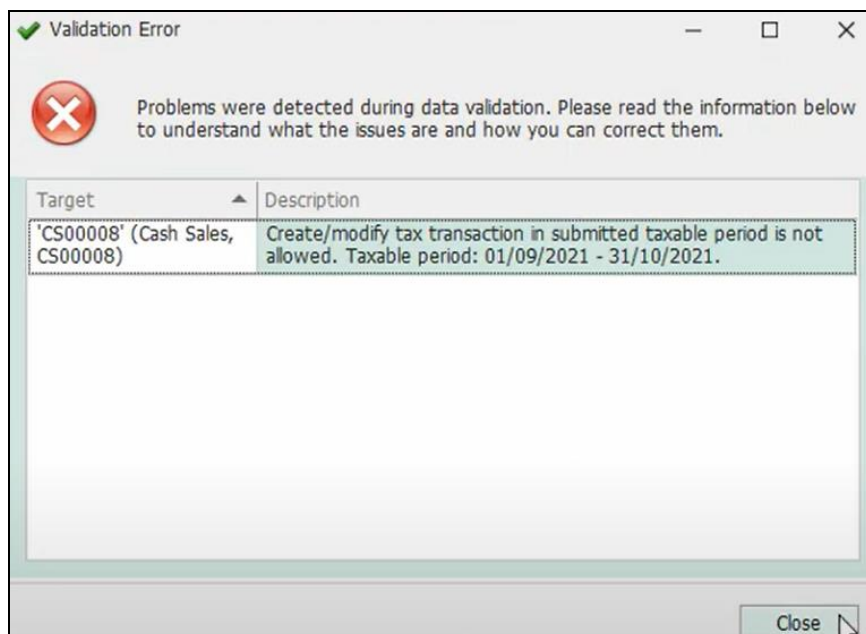 Validation Error
Problems were detected during data validation. Please read the information below
to understand what the issues are and how you can correct them.
Target
Description
'CS00008' (Cash Sales,
CS00008)
Create/modify tax transaction in submitted taxable period is not
allowed. Taxable period: 01/09/2021 - 31/10/2021.
Close